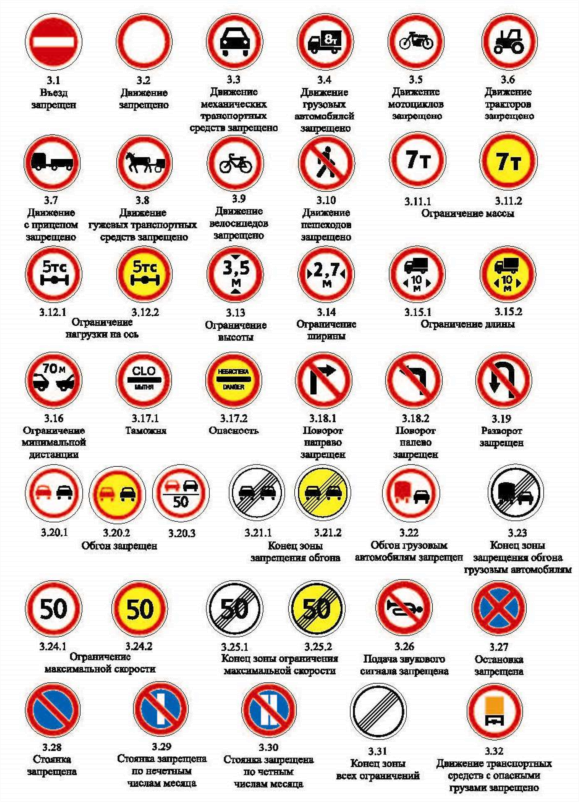 3.1
Въезд
запрещен
3.2
Движение
запрещено
3.3
Движение
механических
транспортных
средств запрещено
8т
3.4
Движение
грузовых
автомобилей
запрещено
3.5
Движение
мотоциклов
запрещено
3.6
Движение
тракторов
запрещено
3.7
Движение
с прицепом
запрещено
3.8
Движение
гужевых транспортных
средств запрещено
3.9
Движение
велосипедов
запрещено
3.10
Движение
пешеходов
запрещено
7т
7т
3.11.1
3.11.2
Ограничение массы
5тс
5тс
3.12.1
3.12.2
Ограничение
нагрузки на ось
3,5
м
3.13
Ограничение
высоты
2,7
м
3.14
Ограничение
ширины
10
м
10
м
3.15.1
3.15.2
Ограничение длины
70 м
3.16
Ограничение
минимальной
дистанции
CLO
МЫТНЯ
3.17.1
Таможня
НЕБЯСПЕКА
DANGER
3.17.2
Опасность
3.18.1
Поворот
направо
запрещен
3.18.2
Поворот
налево
запрещен
3.19
Разворот
запрещен
50
3.20.1
3.20.2
3.20.3
Обгон запрещен
3.21.1
3.21.2
Конец зоны
запрещения обгона
3.22
Обгон грузовым
автомобилям запрещен
3.23
Конец зоны
запрещения обгона
грузовым автомобилям
50
50
3.24.1
3.24.2
Ограничение
максимальной скорости
50
50
3.25.1
3.25.2
Конец зоны ограничения
максимальной скорости
3.26
Подача звукового
сигнала запрещена
3.27
Остановка
запрещена
3.28
Стоянка
запрещена
3.29
Стоянка запрещена
по нечетным
числам месяца
3.30
Стоянка запрещена
по четным
числам месяца
3.31
Конец зоны
всех ограничений
3.32
Движение транспортных
средств с опасными
грузами запрещено